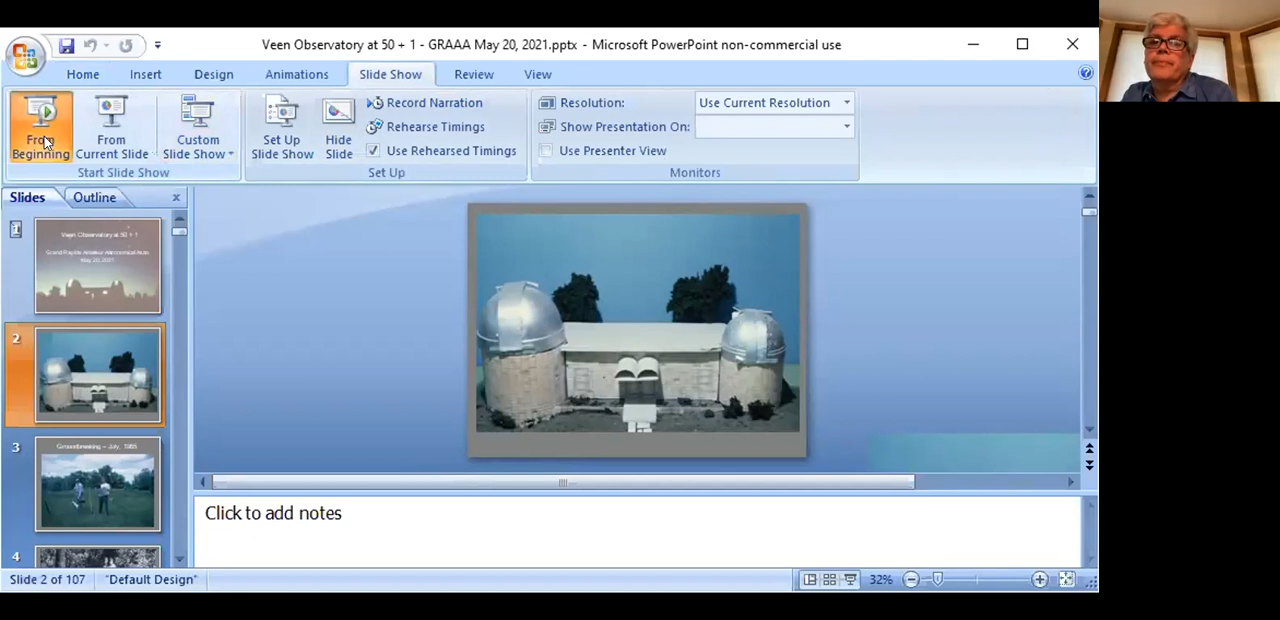 Veen Observatory at 50 + 1 - GRAAA May 20, 2021.pptx - Microsoft PowerPoint non-commercial use
Home Insert Design Animations Slide Show Review View
From Beginning
From Current Slide
Custom Slide Show
Start Slide Show
Set Up Slide Show
Hide Slide
Record Narration
Rehearse Timings
Use Rehearsed Timings
Set Up
Resolution: Use Current Resolution
Show Presentation On:
Use Presenter View
Monitors
Slides Outline x
1
Veen Observatory at 50 + 1
Grand Rapids Amateur Astronomical Assoc
May 20, 2021
2
3
Groundbreaking – July, 1965
4
Click to add notes
Slide 2 of 107 "Default Design" 32%